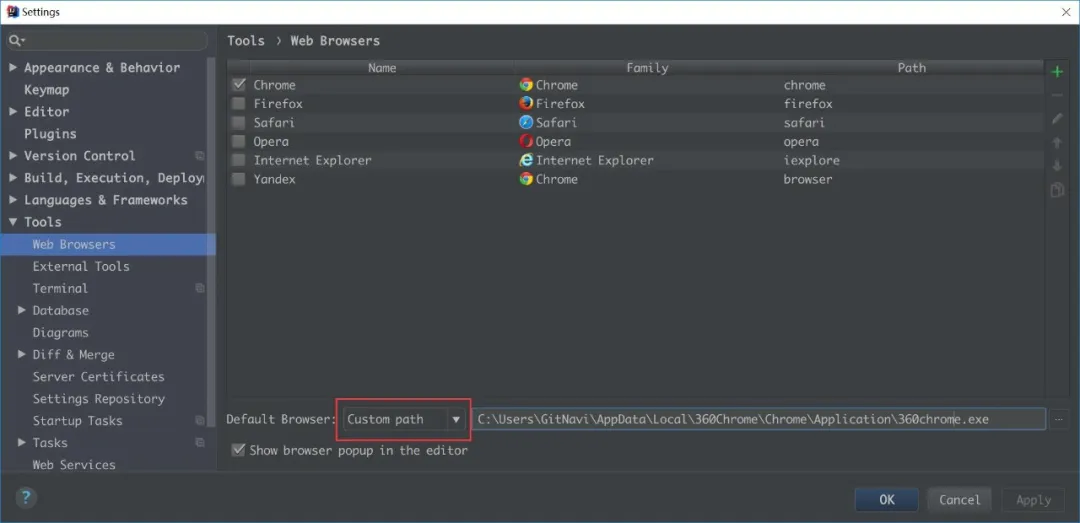 Settings
Tools › Web Browsers
Appearance & Behavior
Keymap
Editor
Plugins
Version Control
Build, Execution, Deploym
Languages & Frameworks
Tools
Web Browsers
External Tools
Terminal
Database
Diagrams
Diff & Merge
Server Certificates
Settings Repository
Startup Tasks
Tasks
Web Services
Name Family Path
Chrome Chrome chrome
Firefox Firefox firefox
Safari Safari safari
Opera Opera opera
Internet Explorer Internet Explorer iexplore
Yandex Chrome browser
Default Browser: Custom path C:\Users\GitNavi\AppData\Local\360Chrome\Chrome\Application\360chrome.exe ...
Show browser popup in the editor
? OK Cancel Apply